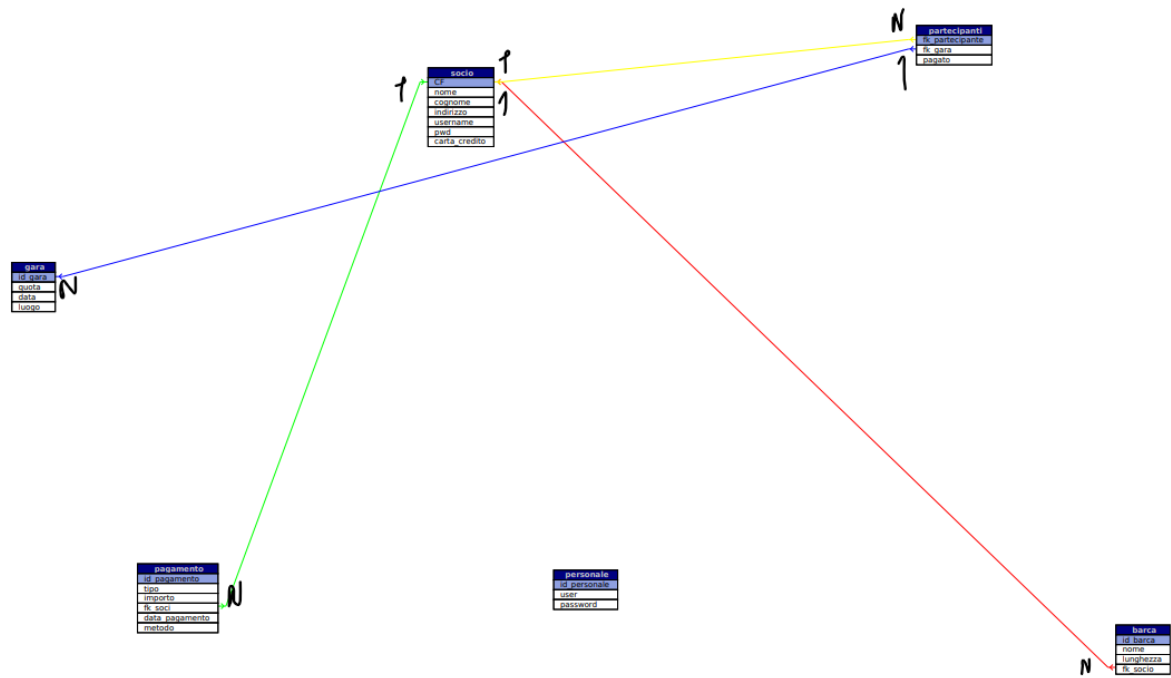 N
partecipanti
fk_partecipante
fk_gara
pagato
1
1
socio
CF
nome
cognome
indirizzo
username
pwd
carta_credito
1
1
gara
id_gara
quota
data
luogo
N
pagamento
id_pagamento
tipo
importo
fk_soci
data_pagamento
metodo
N
personale
id_personale
user
password
barca
id_barca
nome
lunghezza
fk_socio
N